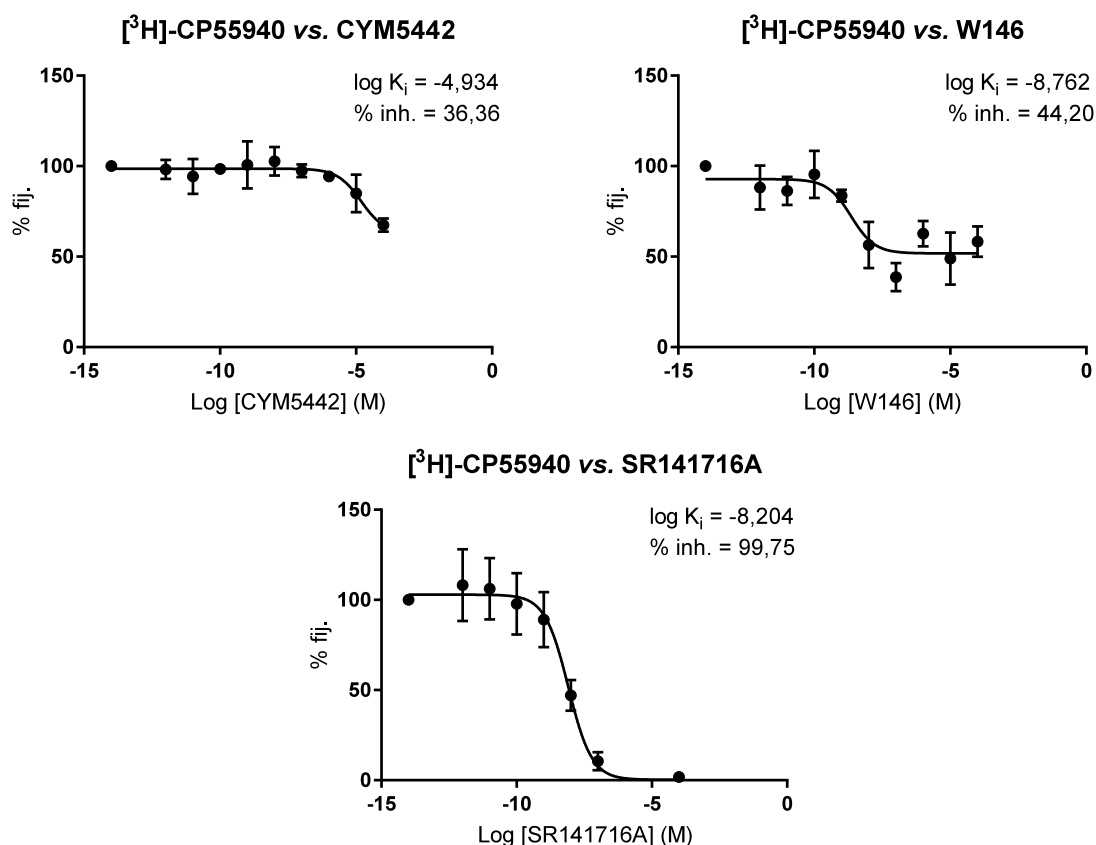 [³H]-CP55940 vs. CYM5442
log Kᵢ = -4,934
% inh. = 36,36
150
100
50
0
% fij.
-15 -10 -5 0
Log [CYM5442] (M)
[³H]-CP55940 vs. W146
log Kᵢ = -8,762
% inh. = 44,20
150
100
50
0
% fij.
-15 -10 -5 0
Log [W146] (M)
[³H]-CP55940 vs. SR141716A
log Kᵢ = -8,204
% inh. = 99,75
150
100
50
0
% fij.
-15 -10 -5 0
Log [SR141716A] (M)